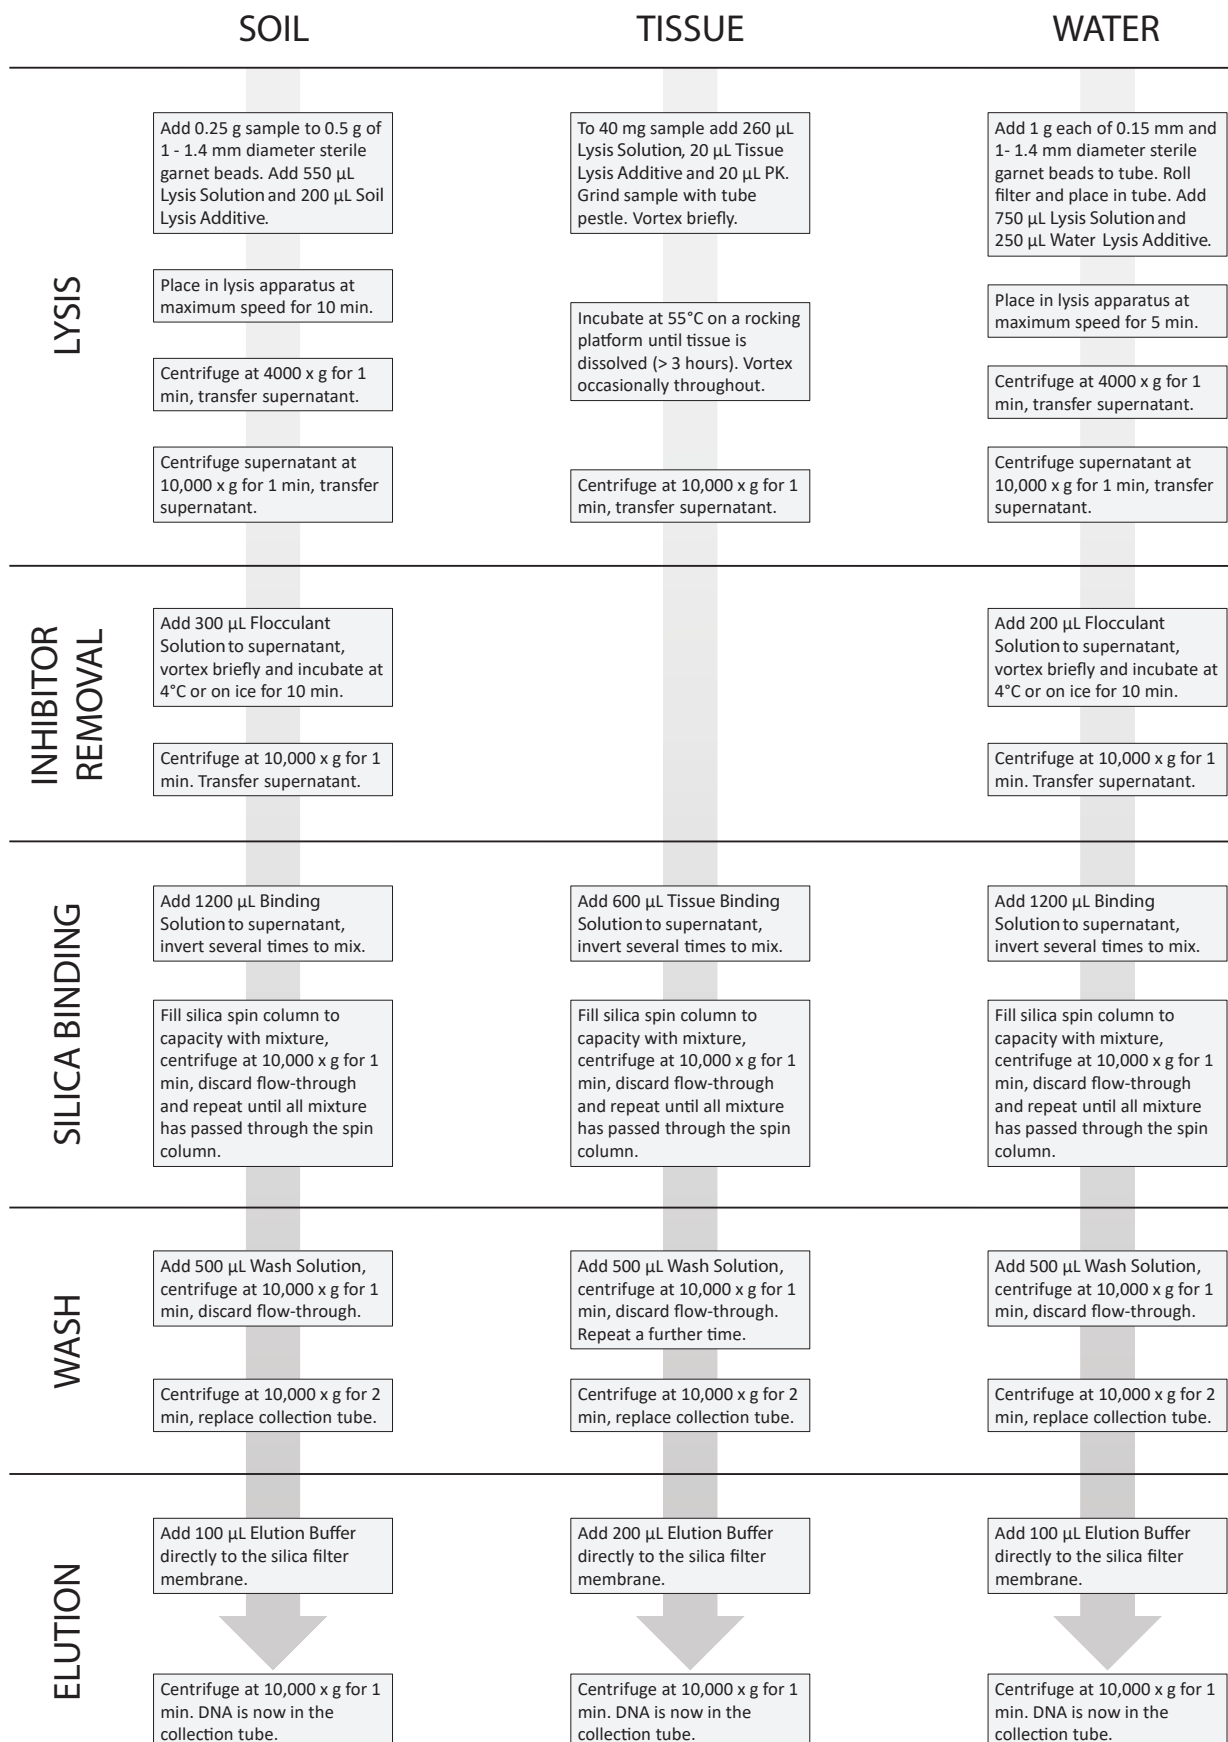 SOIL
TISSUE
WATER
LYSIS
Add 0.25 g sample to 0.5 g of
1 - 1.4 mm diameter sterile
garnet beads. Add 550 µL
Lysis Solution and 200 µL Soil
Lysis Additive.
Place in lysis apparatus at
maximum speed for 10 min.
Centrifuge at 4000 x g for 1
min, transfer supernatant.
Centrifuge supernatant at
10,000 x g for 1 min, transfer
supernatant.
To 40 mg sample add 260 µL
Lysis Solution, 20 µL Tissue
Lysis Additive and 20 µL PK.
Grind sample with tube
pestle. Vortex briefly.
Incubate at 55°C on a rocking
platform until tissue is
dissolved (> 3 hours). Vortex
occasionally throughout.
Centrifuge at 10,000 x g for 1
min, transfer supernatant.
Add 1 g each of 0.15 mm and
1- 1.4 mm diameter sterile
garnet beads to tube. Roll
filter and place in tube. Add
750 µL Lysis Solution and
250 µL Water Lysis Additive.
Place in lysis apparatus at
maximum speed for 5 min.
Centrifuge at 4000 x g for 1
min, transfer supernatant.
Centrifuge supernatant at
10,000 x g for 1 min, transfer
supernatant.
INHIBITOR
REMOVAL
Add 300 µL Flocculant
Solution to supernatant,
vortex briefly and incubate at
4°C or on ice for 10 min.
Centrifuge at 10,000 x g for 1
min. Transfer supernatant.
Add 200 µL Flocculant
Solution to supernatant,
vortex briefly and incubate at
4°C or on ice for 10 min.
Centrifuge at 10,000 x g for 1
min. Transfer supernatant.
SILICA BINDING
Add 1200 µL Binding
Solution to supernatant,
invert several times to mix.
Fill silica spin column to
capacity with mixture,
centrifuge at 10,000 x g for 1
min, discard flow-through
and repeat until all mixture
has passed through the spin
column.
Add 600 µL Tissue Binding
Solution to supernatant,
invert several times to mix.
Fill silica spin column to
capacity with mixture,
centrifuge at 10,000 x g for 1
min, discard flow-through
and repeat until all mixture
has passed through the spin
column.
Add 1200 µL Binding
Solution to supernatant,
invert several times to mix.
Fill silica spin column to
capacity with mixture,
centrifuge at 10,000 x g for 1
min, discard flow-through
and repeat until all mixture
has passed through the spin
column.
WASH
Add 500 µL Wash Solution,
centrifuge at 10,000 x g for 1
min, discard flow-through.
Centrifuge at 10,000 x g for 2
min, replace collection tube.
Add 500 µL Wash Solution,
centrifuge at 10,000 x g for 1
min, discard flow-through.
Repeat a further time.
Centrifuge at 10,000 x g for 2
min, replace collection tube.
Add 500 µL Wash Solution,
centrifuge at 10,000 x g for 1
min, discard flow-through.
Centrifuge at 10,000 x g for 2
min, replace collection tube.
ELUTION
Add 100 µL Elution Buffer
directly to the silica filter
membrane.
Centrifuge at 10,000 x g for 1
min. DNA is now in the
collection tube.
Add 200 µL Elution Buffer
directly to the silica filter
membrane.
Centrifuge at 10,000 x g for 1
min. DNA is now in the
collection tube.
Add 100 µL Elution Buffer
directly to the silica filter
membrane.
Centrifuge at 10,000 x g for 1
min. DNA is now in the
collection tube.